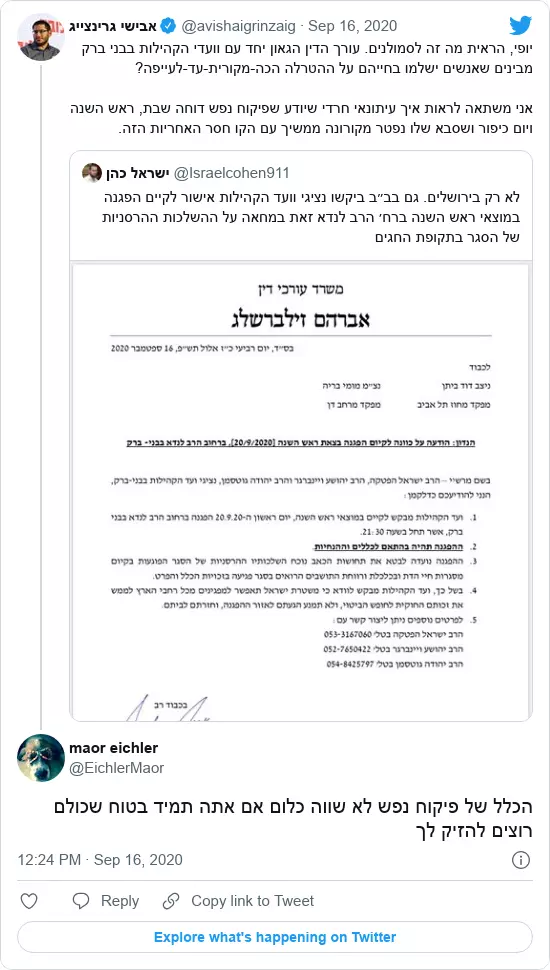 אבישי גרינצייג @avishaigrinzaig · Sep 16, 2020
יופי, הראית מה זה לסמולנים. עורך הדין הגאון יחד עם וועדי הקהילות בבני ברק
מבינים שאנשים ישלמו בחייהם על ההטרלה הכה-מקורית-עד-לעייפה?
אני משתאה לראות איך עיתונאי חרדי שיודע שפיקוח נפש דוחה שבת, ראש השנה
ויום כיפור ושסבא שלו נפטר מקורונה ממשיך עם הקו חסר האחריות הזה.
ישראל כהן @Israelcohen911
לא רק בירושלים. גם בב״ב ביקשו נציגי וועד הקהילות אישור לקיים הפגנה
במוצאי ראש השנה ברח׳ הרב לנדא זאת במחאה על ההשלכות ההרסניות
של הסגר בתקופת החגים
משרד עורכי דין
אברהם זילברשלג
בס״ד, יום רביעי כ״ז אלול תש״פ, 16 ספטמבר 2020
לכבוד
ניצב דוד ביתן נצ״מ מומי בריה
מפקד מחוז תל אביב מפקד מרחב דן
הנדון: הודעה על כוונה לקיום הפגנה בצאת ראש השנה [20/9/2020], ברחוב הרב לנדא בבני- ברק
בשם מרשיי –הרב ישראל הפטקה, הרב יהושע ויינברגר והרב יהודה גוטסמן, נציגי ועד הקהילות בבני-ברק,
הנני להודיעכם כדלקמן:
1. ועד הקהילות מבקש לקיים במוצאי ראש השנה, יום ראשון ה-20.9.20 הפגנה ברחוב הרב לנדא בבני
ברק, אשר תחל בשעה 21:30.
2. ההפגנה תהיה בהתאם לכללים וההנחיות.
3. ההפגנה נועדה לבטא את תחושות הכאב נוכח השלכותיו ההרסניות של הסגר הפוגעות בקיום
מסגרות חיי הדת ובכלכלת ורווחת התושבים הרואים בסגר פגיעה בזכויות הכלל והפרט.
4. בשל כך, ועד הקהילות מבקש לוודא כי משטרת ישראל תאפשר למפגינים מכל רחבי הארץ לממש
את זכותם החוקית לחופש הביטוי, ולא תמנע הגעתם לאזור ההפגנה, וחזרתם לביתם.
5. לפרטים נוספים ניתן ליצור קשר עם:
הרב ישראל הפטקה בטל׳ 053-3167060
הרב יהושע ויינברגר בטל׳ 052-7650422
הרב יהודה גוטסמן בטל׳ 054-8425797
בכבוד רב
maor eichler
@EichlerMaor
הכלל של פיקוח נפש לא שווה כלום אם אתה תמיד בטוח שכולם
רוצים להזיק לך
12:24 PM · Sep 16, 2020
Reply Copy link to Tweet
Explore what's happening on Twitter